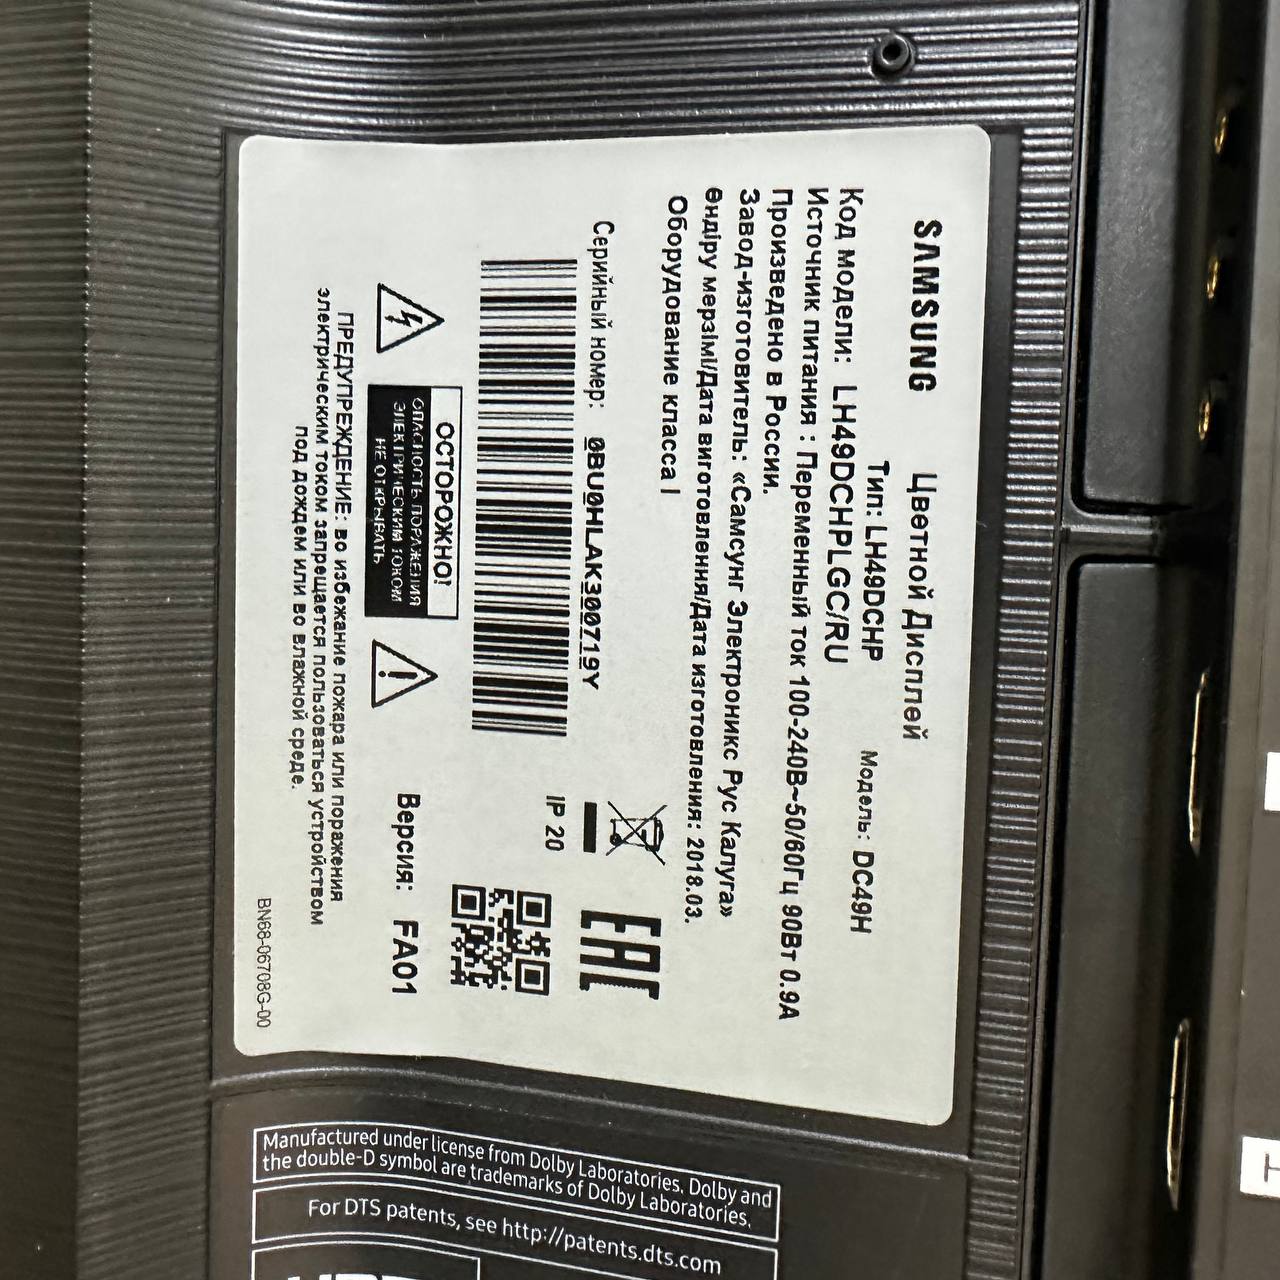 SAMSUNG
Цветной Дисплей
Тип: LH49DCHP
Модель: DC49H
Код модели: LH49DCHPLGC/RU
Источник питания : Переменный ток 100-240В~50/60Гц 90Вт 0.9А
Произведено в России.
Завод-изготовитель: «Самсунг Электроникс Рус Калуга»
Өндіру мерзімі/Дата виготовлення/Дата изготовления: 2018.03.
Оборудование класса I
Серийный номер: 0BU0HLAK300719Y
IP 20
EAC
ОСТОРОЖНО!
ОПАСНОСТЬ ПОРАЖЕНИЯ
ЭЛЕКТРИЧЕСКИМ ТОКОМ
НЕ ОТКРЫВАТЬ
Версия: FA01
ПРЕДУПРЕЖДЕНИЕ: во избежание пожара или поражения
электрическим током запрещается пользоваться устройством
под дождем или во влажной среде.
BN68-06708G-00
Manufactured under license from Dolby Laboratories. Dolby and
the double-D symbol are trademarks of Dolby Laboratories.
For DTS patents, see http://patents.dts.com